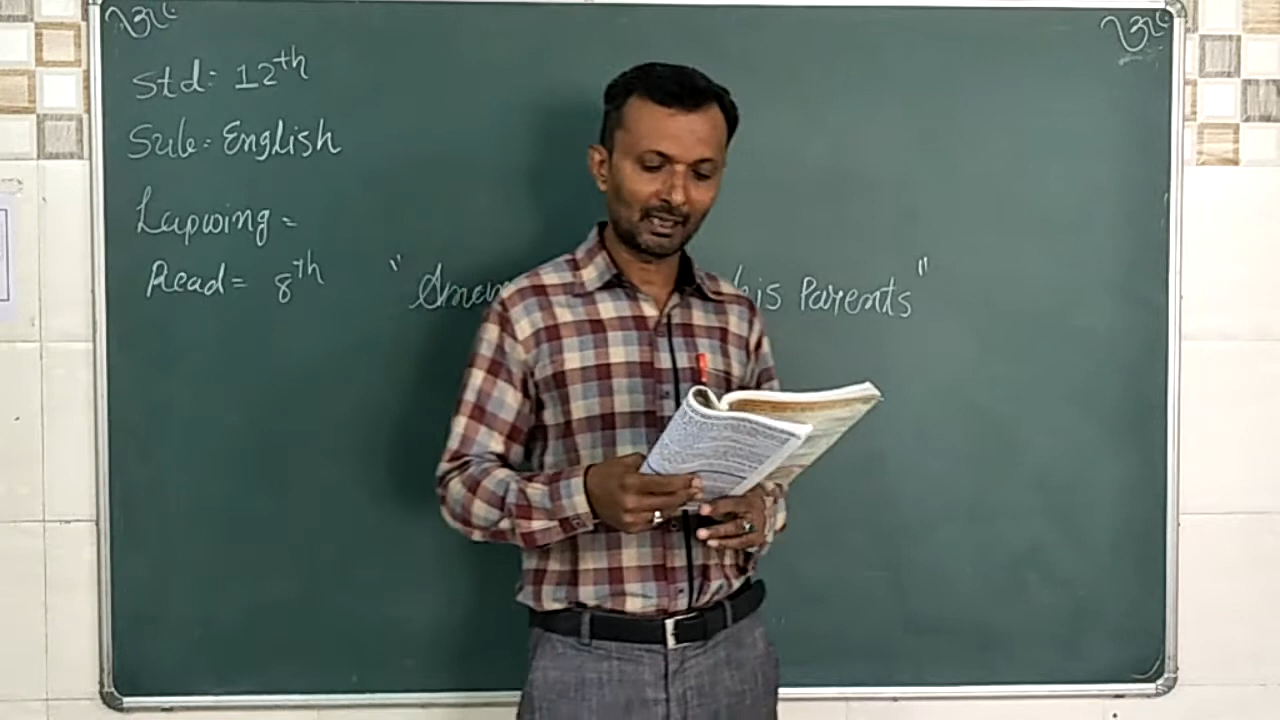 Std: 12th
Sub: English
Lapwing =
Read = 8th " his Parents"